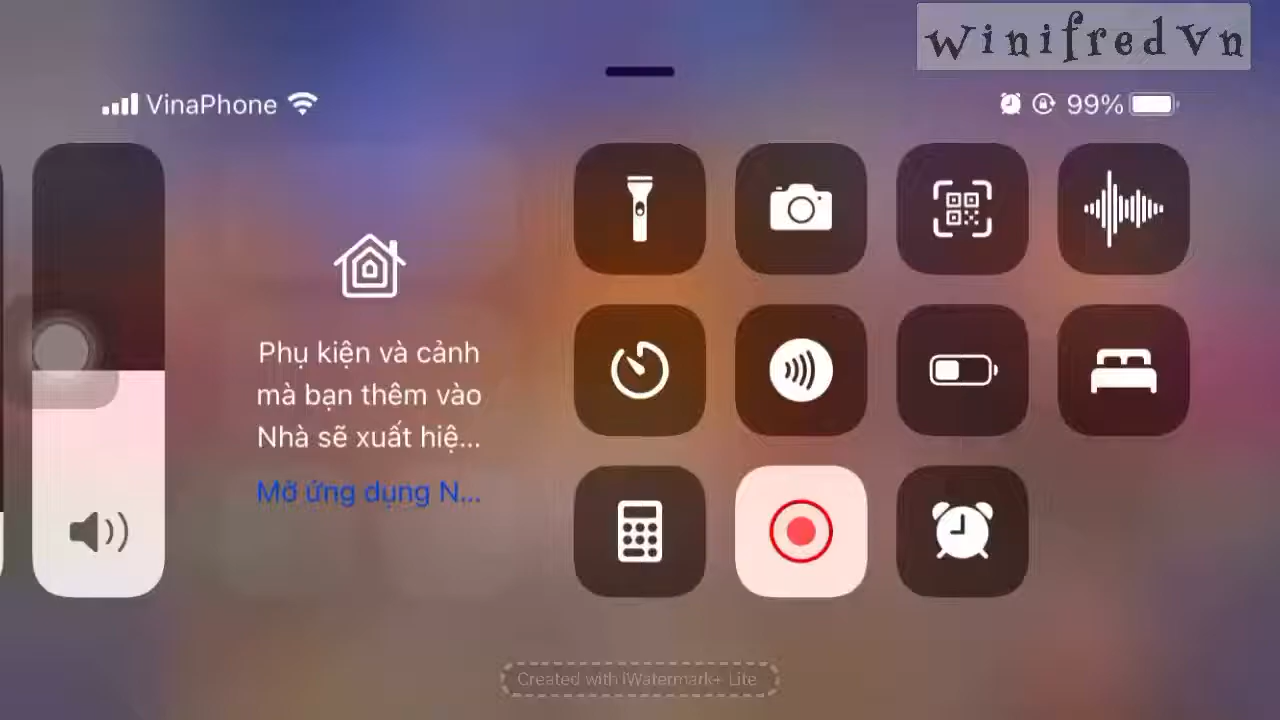 WinifredVn
VinaPhone
99%
Phụ kiện và cảnh
mà bạn thêm vào
Nhà sẽ xuất hiệ...
Mở ứng dụng N...
Created with iWatermark+ Lite